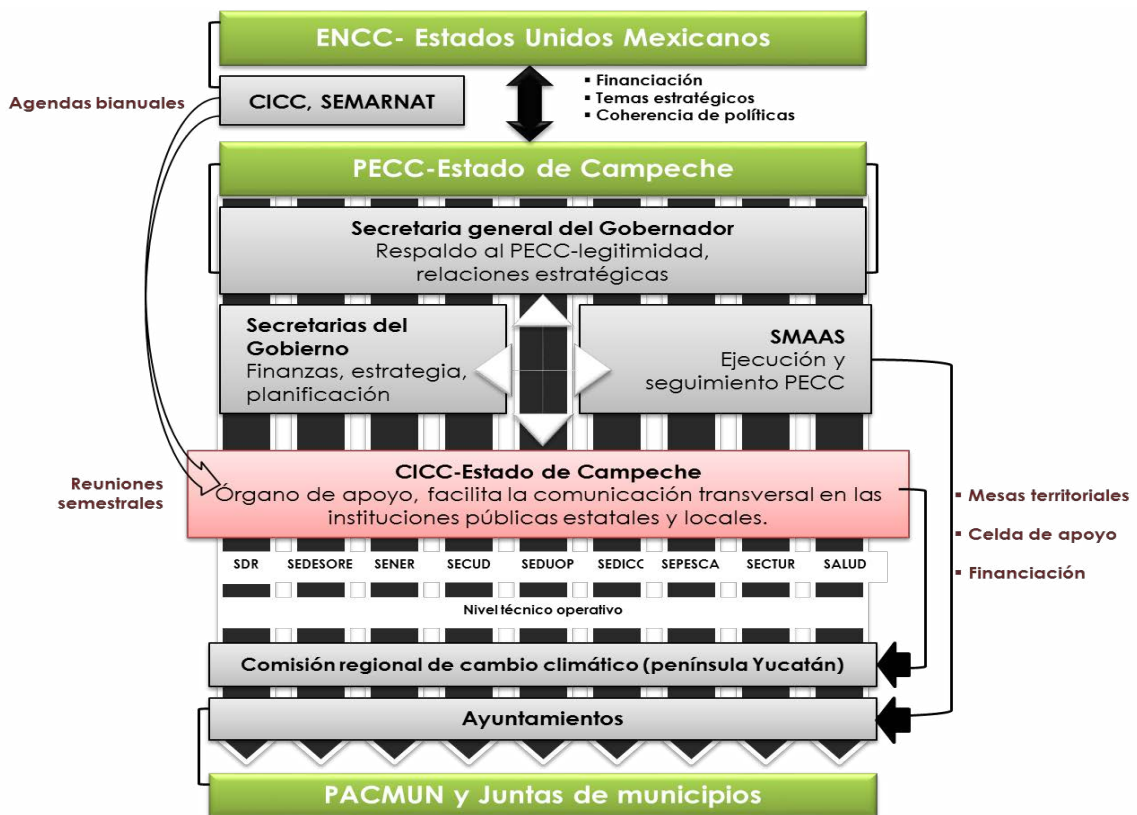 ENCC- Estados Unidos Mexicanos
Agendas bianuales
CICC, SEMARNAT
▪ Financiación
▪ Temas estratégicos
▪ Coherencia de políticas
PECC-Estado de Campeche
Secretaria general del Gobernador
Respaldo al PECC-legitimidad,
relaciones estratégicas
Secretarias del
Gobierno
Finanzas, estrategia,
planificación
SMAAS
Ejecución y
seguimiento PECC
Reuniones
semestrales
CICC-Estado de Campeche
Órgano de apoyo, facilita la comunicación transversal en las
instituciones públicas estatales y locales.
▪ Mesas territoriales
▪ Celda de apoyo
▪ Financiación
SDR SEDESORE SENER SECUD SEDUOP SEDICC SEPESCA SECTUR SALUD
Nivel técnico operativo
Comisión regional de cambio climático (península Yucatán)
Ayuntamientos
PACMUN y Juntas de municipios